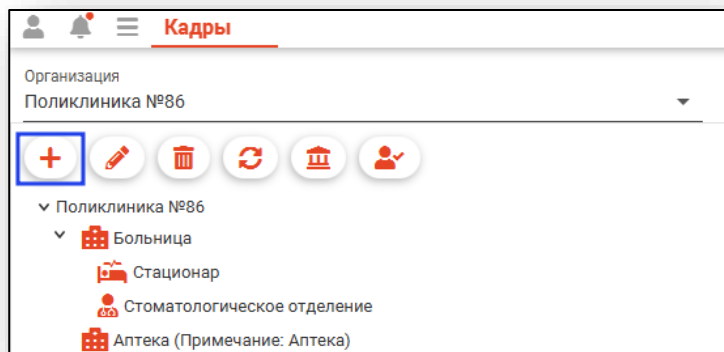 Кадры
Организация
Поликлиника №86
Поликлиника №86
Больница
Стационар
Стоматологическое отделение
Аптека (Примечание: Аптека)